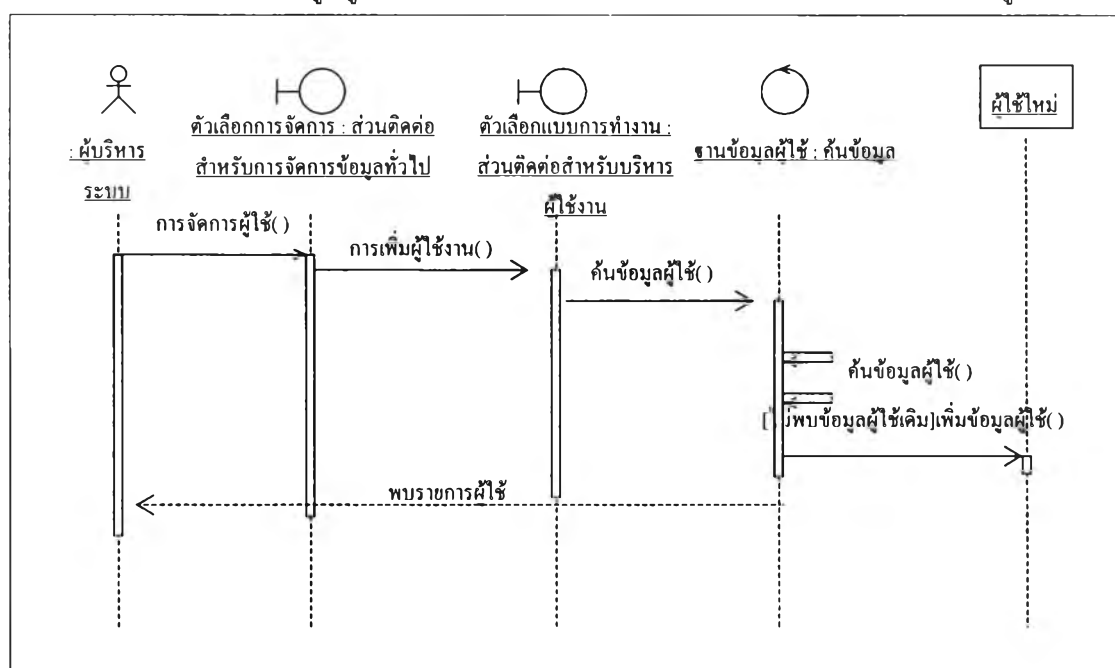 : ผู้บริหาร
ระบบ
ตัวเลือกการจัดการ : ส่วนติดต่อ
สำหรับการจัดการข้อมูลทั่วไป
ตัวเลือกแบบการทำงาน :
ส่วนติดต่อสำหรับบริหาร
ผู้ใช้งาน
ฐานข้อมูลผู้ใช้ : ค้นข้อมูล
ผู้ใช้ใหม่
การจัดการผู้ใช้( )
การเพิ่มผู้ใช้งาน( )
ค้นข้อมูลผู้ใช้( )
ค้นข้อมูลผู้ใช้( )
[ไม่พบข้อมูลผู้ใช้เดิม]เพิ่มข้อมูลผู้ใช้( )
พบรายการผู้ใช้